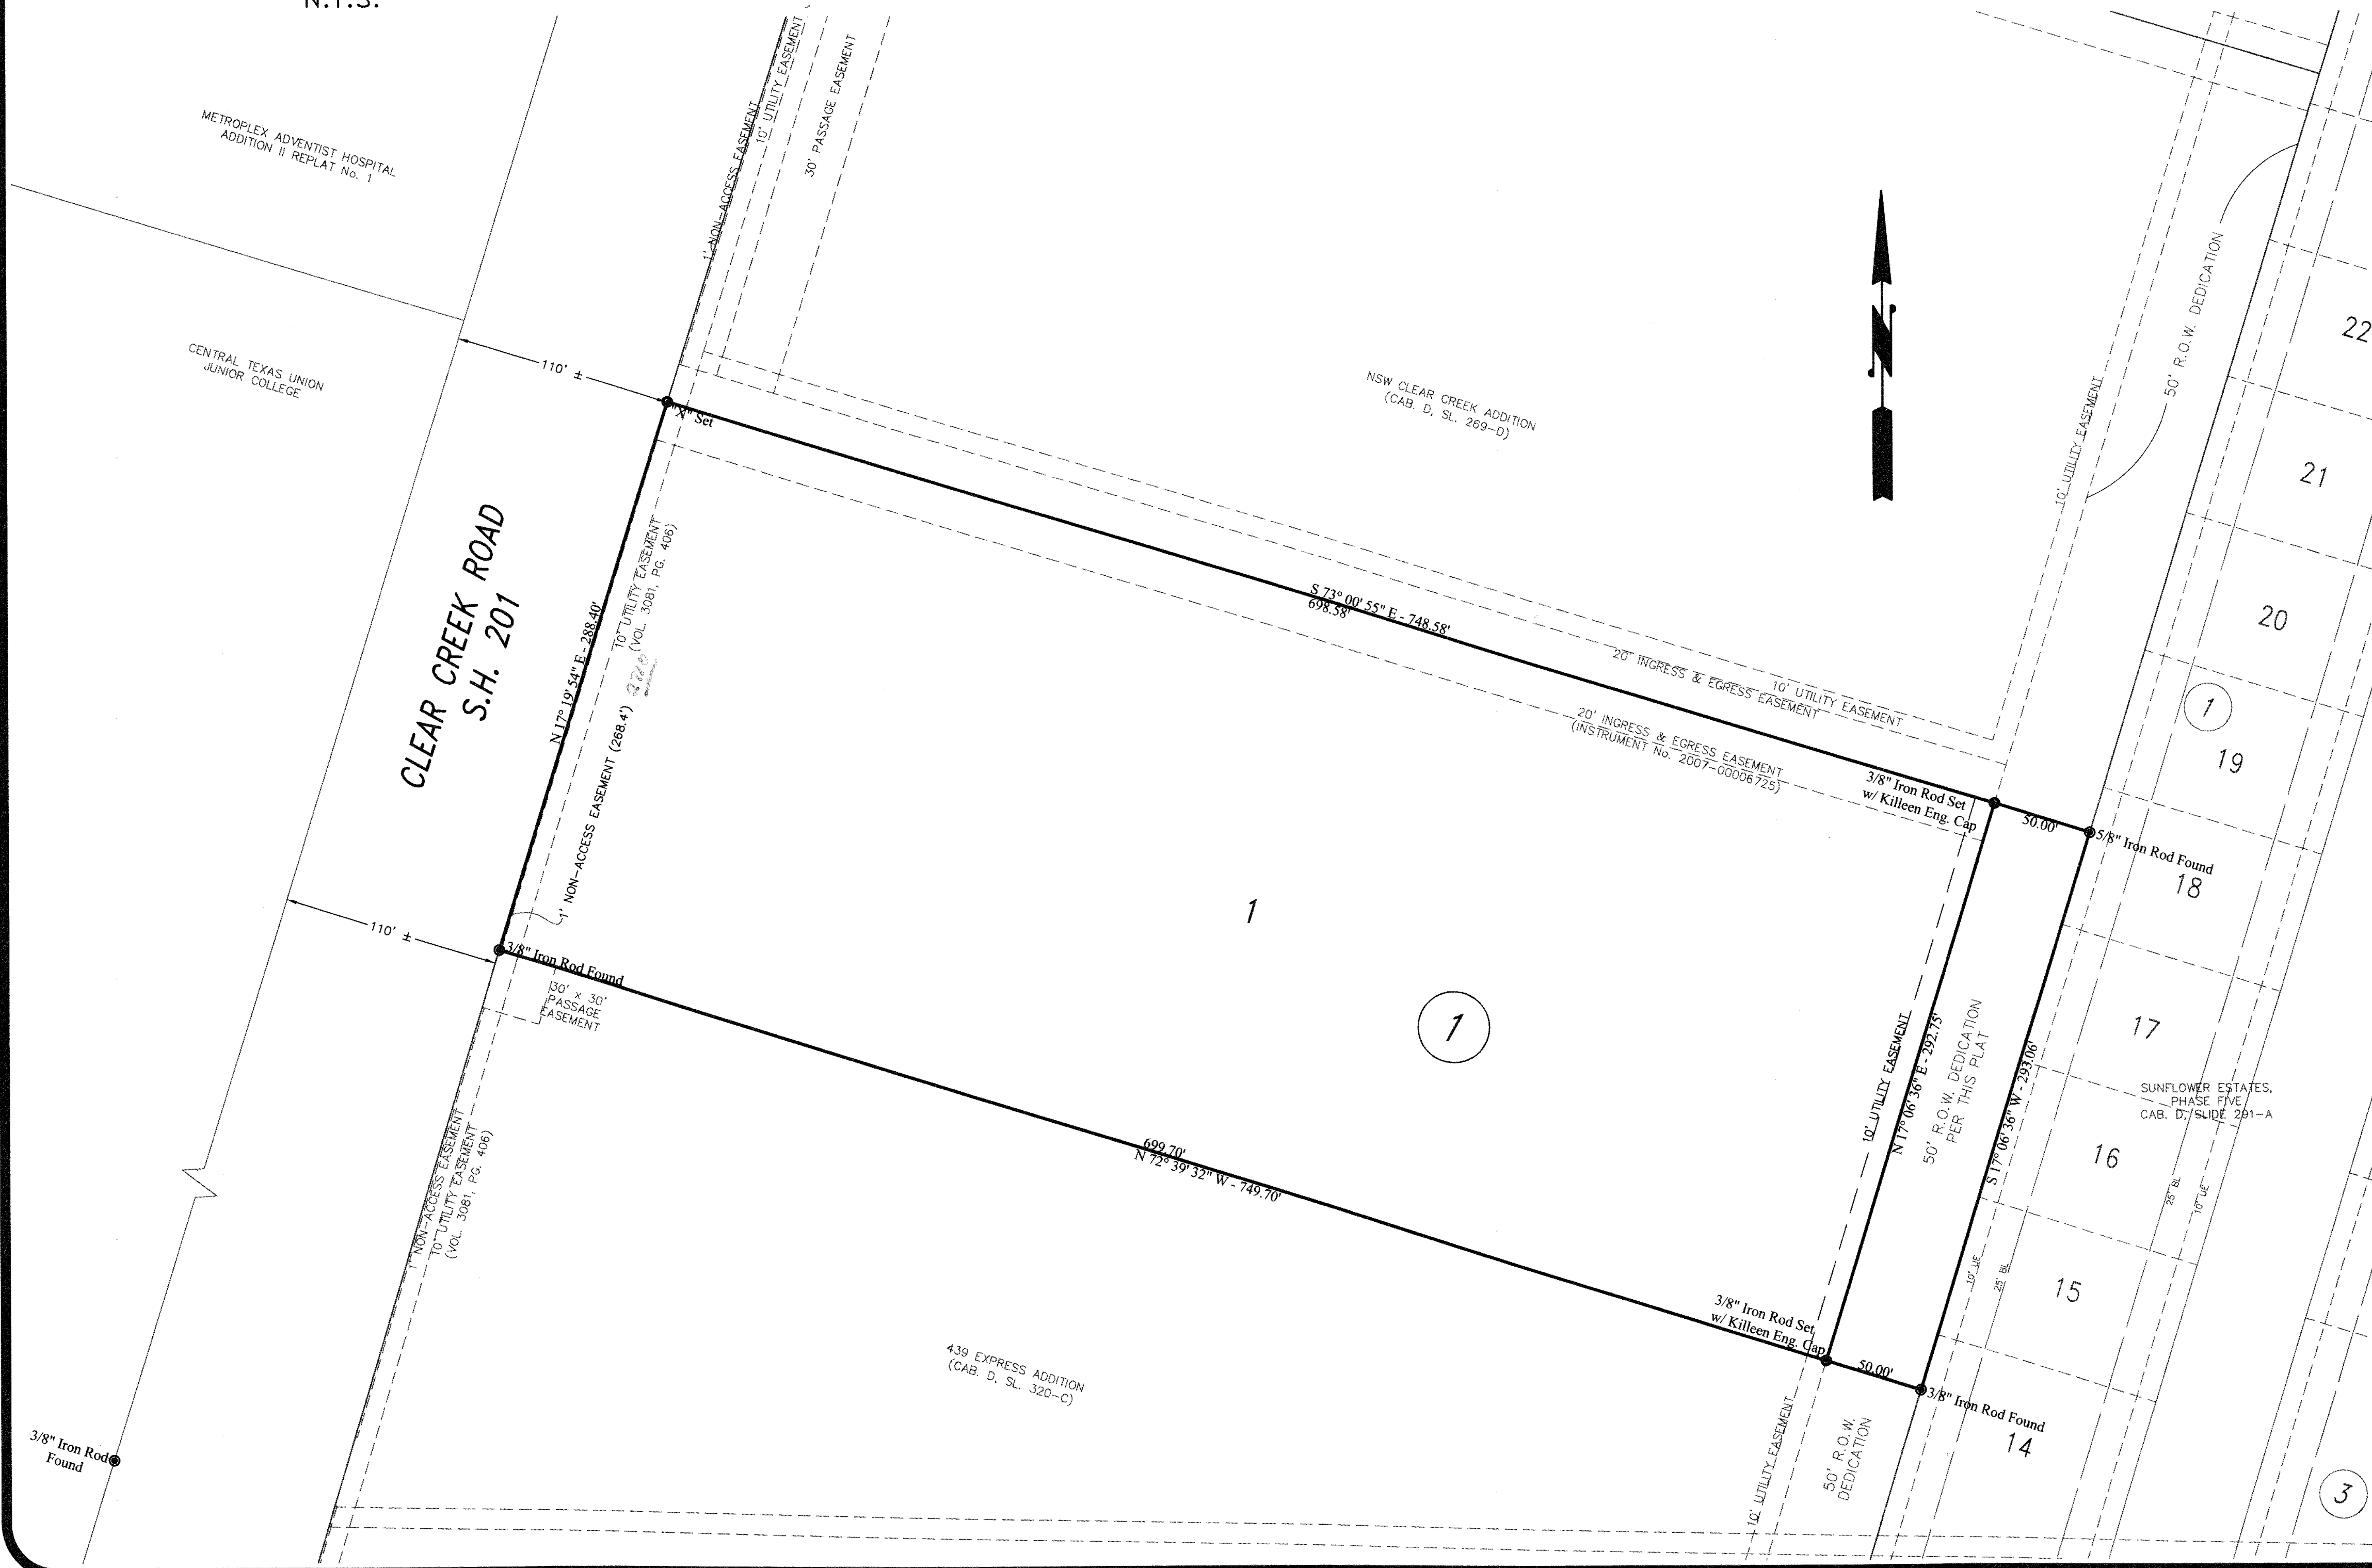 N.T.S.
METROPLEX ADVENTIST HOSPITAL
ADDITION II REPLAT No. 1
CENTRAL TEXAS UNION
JUNIOR COLLEGE
1' NON-ACCESS EASEMENT
10' UTILITY EASEMENT
30' PASSAGE EASEMENT
110' ±
"X" Set
CLEAR CREEK ROAD
S.H. 201
N 17° 19' 54" E - 288.40'
10' UTILITY EASEMENT
(VOL. 3081, PG. 406)
1' NON-ACCESS EASEMENT (268.4')
110' ±
3/8" Iron Rod Found
30' x 30'
PASSAGE
EASEMENT
1' NON-ACCESS EASEMENT
10' UTILITY EASEMENT
(VOL. 3081, PG. 406)
3/8" Iron Rod
Found
NSW CLEAR CREEK ADDITION
(CAB. D, SL. 269-D)
N
S 73° 00' 55" E - 748.58'
698.58'
20' INGRESS & EGRESS EASEMENT
10' UTILITY EASEMENT
20' INGRESS & EGRESS EASEMENT
(INSTRUMENT No. 2007-00006725)
3/8" Iron Rod Set
w/ Killeen Eng. Cap
50.00'
5/8" Iron Rod Found
10' UTILITY EASEMENT
50' R.O.W. DEDICATION
1
1
699.70'
N 72° 39' 32" W - 749.70'
10' UTILITY EASEMENT
N 17° 06' 36" E - 292.75'
50' R.O.W. DEDICATION
PER THIS PLAT
S 17° 06' 36" W - 293.06'
3/8" Iron Rod Set
w/ Killeen Eng. Cap
50.00'
3/8" Iron Rod Found
439 EXPRESS ADDITION
(CAB. D, SL. 320-C)
10' UTILITY EASEMENT
50' R.O.W.
DEDICATION
22
21
20
1
19
18
17
SUNFLOWER ESTATES,
PHASE FIVE
CAB. D, SLIDE 291-A
16
25' BL
10' UE
10' UE
25' BL
15
14
3